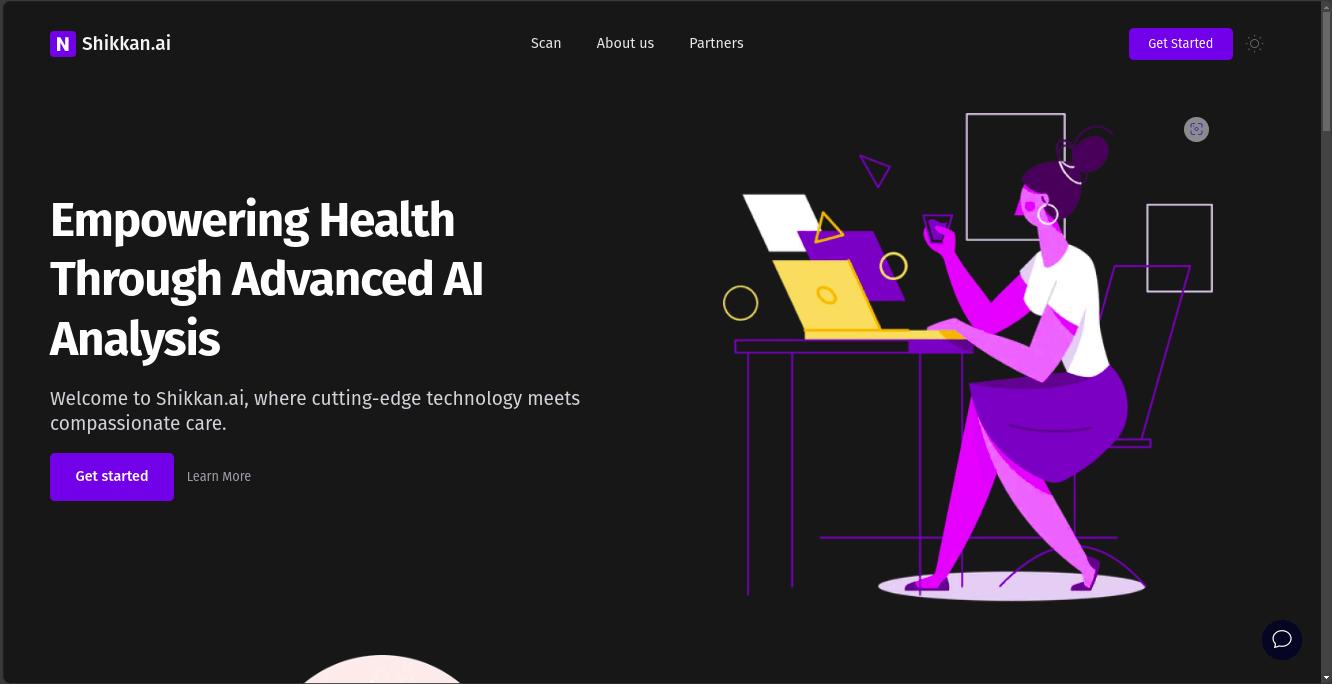 N Shikkan.ai
Scan About us Partners
Get Started
Empowering Health
Through Advanced AI
Analysis
Welcome to Shikkan.ai, where cutting-edge technology meets
compassionate care.
Get started Learn More